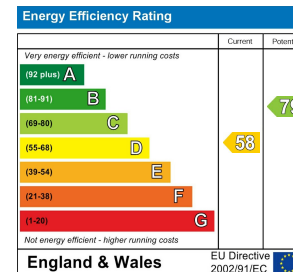 Energy Efficiency Rating
Current Potent
Very energy efficient - lower running costs
(92 plus) A
(81-91) B
(69-80) C
79
(55-68) D
58
(39-54) E
(21-38) F
(1-20) G
Not energy efficient - higher running costs
England & Wales
EU Directive
2002/91/EC